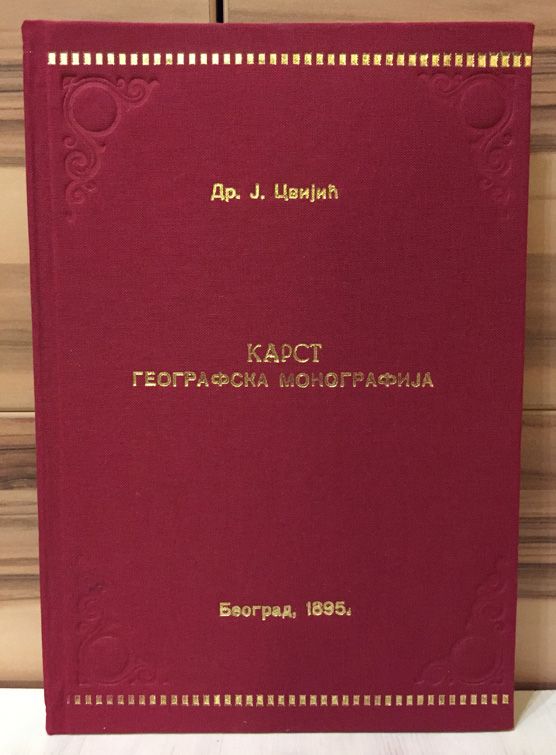 Др. Ј. Цвијић
КАРСТ
ГЕОГРАФСКА МОНОГРАФИЈА
Београд, 1895.